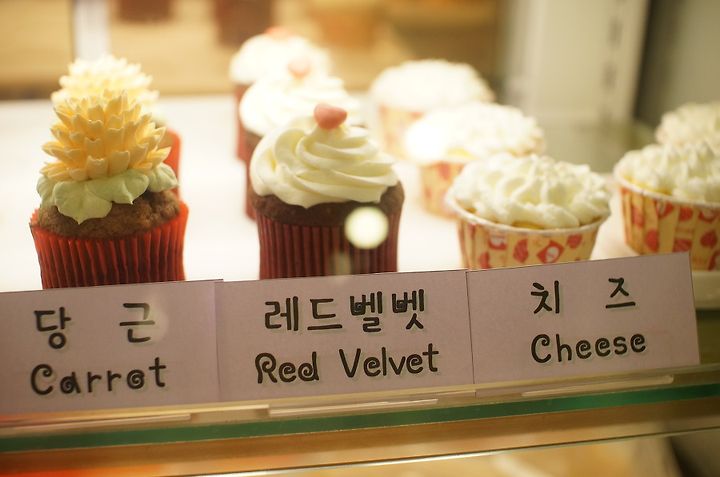 당 근
Carrot
레드벨벳
Red Velvet
치 즈
Cheese